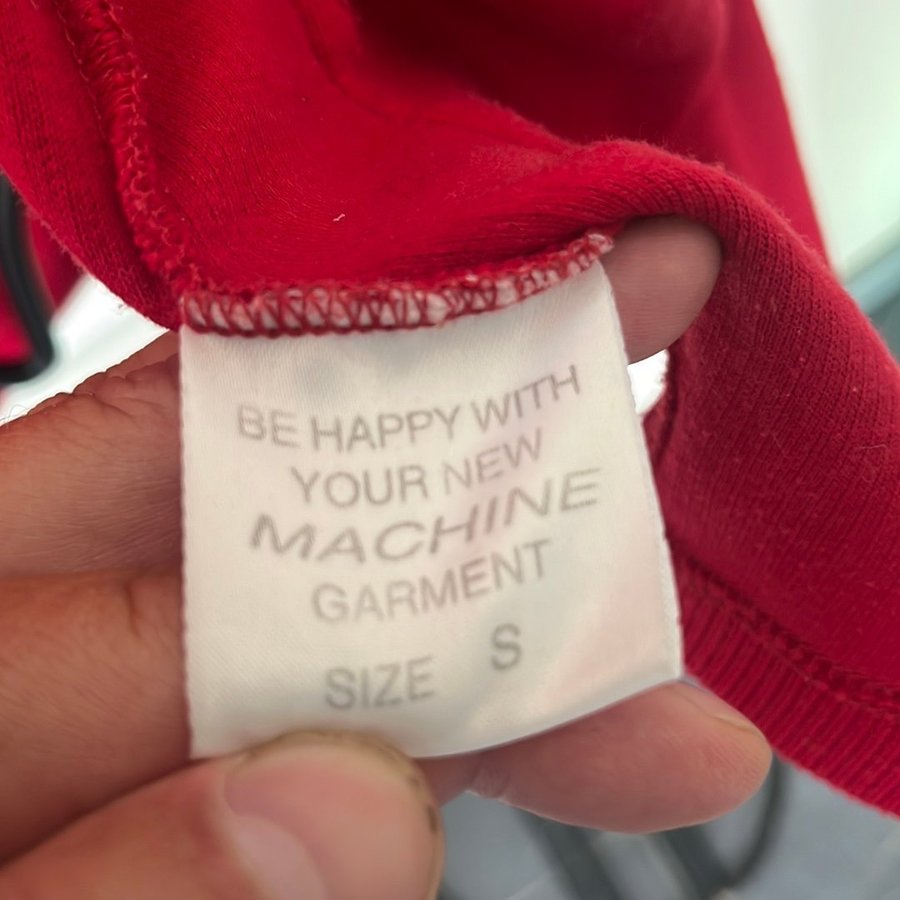 BE HAPPY WITH
YOUR NEW
MACHINE
GARMENT
SIZE S